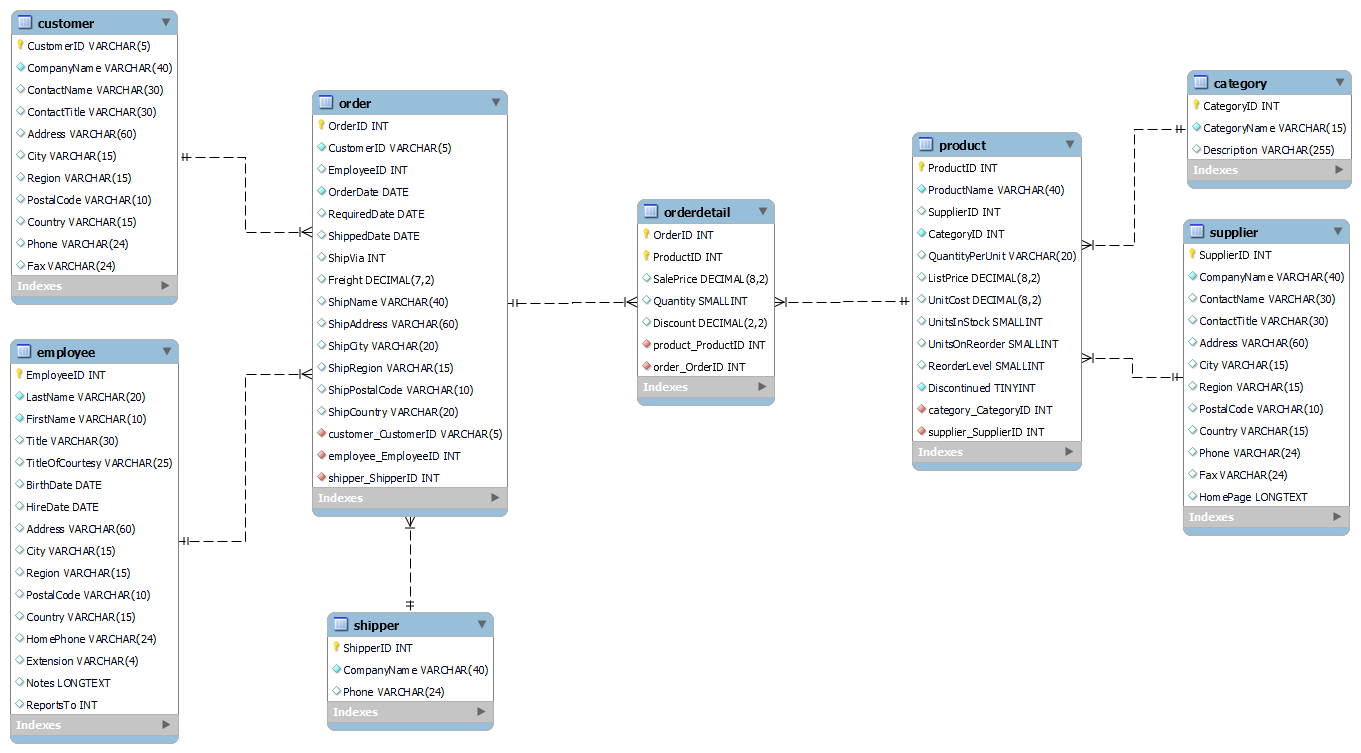 customer
CustomerID VARCHAR(5)
CompanyName VARCHAR(40)
ContactName VARCHAR(30)
ContactTitle VARCHAR(30)
Address VARCHAR(60)
City VARCHAR(15)
Region VARCHAR(15)
PostalCode VARCHAR(10)
Country VARCHAR(15)
Phone VARCHAR(24)
Fax VARCHAR(24)
Indexes
employee
EmployeeID INT
LastName VARCHAR(20)
FirstName VARCHAR(10)
Title VARCHAR(30)
TitleOfCourtesy VARCHAR(25)
BirthDate DATE
HireDate DATE
Address VARCHAR(60)
City VARCHAR(15)
Region VARCHAR(15)
PostalCode VARCHAR(10)
Country VARCHAR(15)
HomePhone VARCHAR(24)
Extension VARCHAR(4)
Notes LONGTEXT
ReportsTo INT
Indexes
order
OrderID INT
CustomerID VARCHAR(5)
EmployeeID INT
OrderDate DATE
RequiredDate DATE
ShippedDate DATE
ShipVia INT
Freight DECIMAL(7,2)
ShipName VARCHAR(40)
ShipAddress VARCHAR(60)
ShipCity VARCHAR(20)
ShipRegion VARCHAR(15)
ShipPostalCode VARCHAR(10)
ShipCountry VARCHAR(20)
customer_CustomerID VARCHAR(5)
employee_EmployeeID INT
shipper_ShipperID INT
Indexes
shipper
ShipperID INT
CompanyName VARCHAR(40)
Phone VARCHAR(24)
Indexes
orderdetail
OrderID INT
ProductID INT
SalePrice DECIMAL(8,2)
Quantity SMALLINT
Discount DECIMAL(2,2)
product_ProductID INT
order_OrderID INT
Indexes
product
ProductID INT
ProductName VARCHAR(40)
SupplierID INT
CategoryID INT
QuantityPerUnit VARCHAR(20)
ListPrice DECIMAL(8,2)
UnitCost DECIMAL(8,2)
UnitsInStock SMALLINT
UnitsOnReorder SMALLINT
ReorderLevel SMALLINT
Discontinued TINYINT
category_CategoryID INT
supplier_SupplierID INT
Indexes
category
CategoryID INT
CategoryName VARCHAR(15)
Description VARCHAR(255)
Indexes
supplier
SupplierID INT
CompanyName VARCHAR(40)
ContactName VARCHAR(30)
ContactTitle VARCHAR(30)
Address VARCHAR(60)
City VARCHAR(15)
Region VARCHAR(15)
PostalCode VARCHAR(10)
Country VARCHAR(15)
Phone VARCHAR(24)
Fax VARCHAR(24)
HomePage LONGTEXT
Indexes